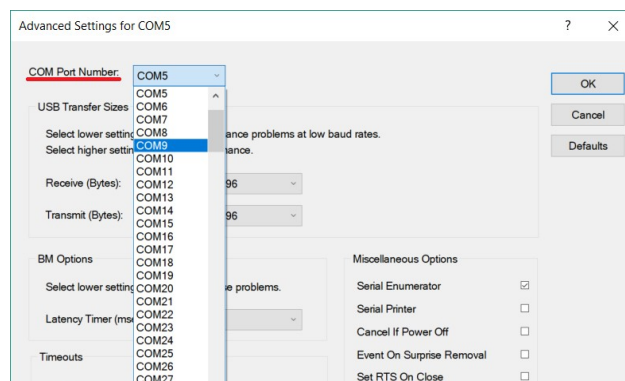 Advanced Settings for COM5
? X
COM Port Number:
COM5
OK
Cancel
Defaults
USB Transfer Sizes
Select lower setting ance problems at low baud rates.
Select higher settin ance.
Receive (Bytes): 96
Transmit (Bytes): 96
COM5
COM6
COM7
COM8
COM9
COM10
COM11
COM12
COM13
COM14
COM15
COM16
COM17
COM18
COM19
COM20
COM21
COM22
COM23
COM24
COM25
COM26
COM27
BM Options
Select lower setting se problems.
Latency Timer (mse
Timeouts
Miscellaneous Options
Serial Enumerator
Serial Printer
Cancel If Power Off
Event On Surprise Removal
Set RTS On Close